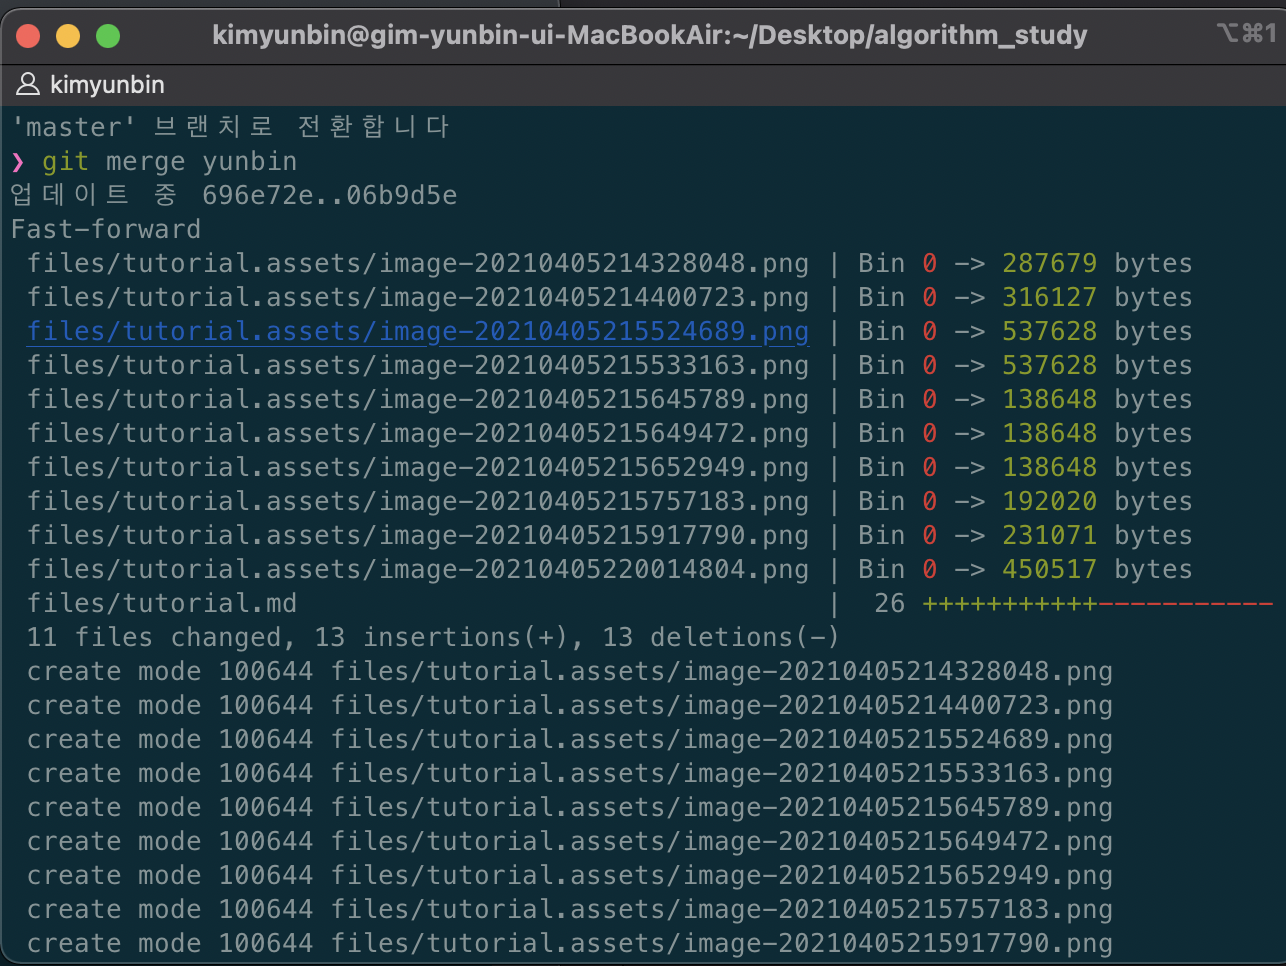 kimyunbin@gim-yunbin-ui-MacBookAir:~/Desktop/algorithm_study ⌥⌘1
kimyunbin
'master' 브랜치로 전환합니다
❯ git merge yunbin
업데이트 중 696e72e..06b9d5e
Fast-forward
files/tutorial.assets/image-20210405214328048.png | Bin 0 -> 287679 bytes
files/tutorial.assets/image-20210405214400723.png | Bin 0 -> 316127 bytes
files/tutorial.assets/image-20210405215524689.png | Bin 0 -> 537628 bytes
files/tutorial.assets/image-20210405215533163.png | Bin 0 -> 537628 bytes
files/tutorial.assets/image-20210405215645789.png | Bin 0 -> 138648 bytes
files/tutorial.assets/image-20210405215649472.png | Bin 0 -> 138648 bytes
files/tutorial.assets/image-20210405215652949.png | Bin 0 -> 138648 bytes
files/tutorial.assets/image-20210405215757183.png | Bin 0 -> 192020 bytes
files/tutorial.assets/image-20210405215917790.png | Bin 0 -> 231071 bytes
files/tutorial.assets/image-20210405220014804.png | Bin 0 -> 450517 bytes
files/tutorial.md | 26 +++++++++++-----------
11 files changed, 13 insertions(+), 13 deletions(-)
create mode 100644 files/tutorial.assets/image-20210405214328048.png
create mode 100644 files/tutorial.assets/image-20210405214400723.png
create mode 100644 files/tutorial.assets/image-20210405215524689.png
create mode 100644 files/tutorial.assets/image-20210405215533163.png
create mode 100644 files/tutorial.assets/image-20210405215645789.png
create mode 100644 files/tutorial.assets/image-20210405215649472.png
create mode 100644 files/tutorial.assets/image-20210405215652949.png
create mode 100644 files/tutorial.assets/image-20210405215757183.png
create mode 100644 files/tutorial.assets/image-20210405215917790.png